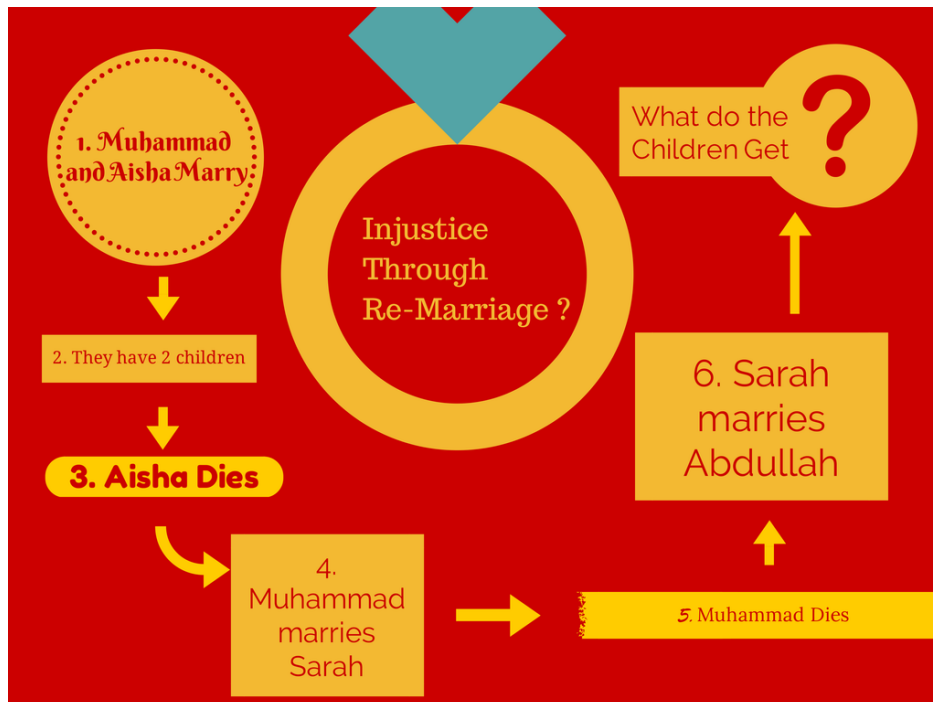 1. Muhammad
and Aisha Marry
2. They have 2 children
3. Aisha Dies
4.
Muhammad
marries
Sarah
5. Muhammad Dies
6. Sarah
marries
Abdullah
What do the
Children Get
?
Injustice
Through
Re-Marriage ?